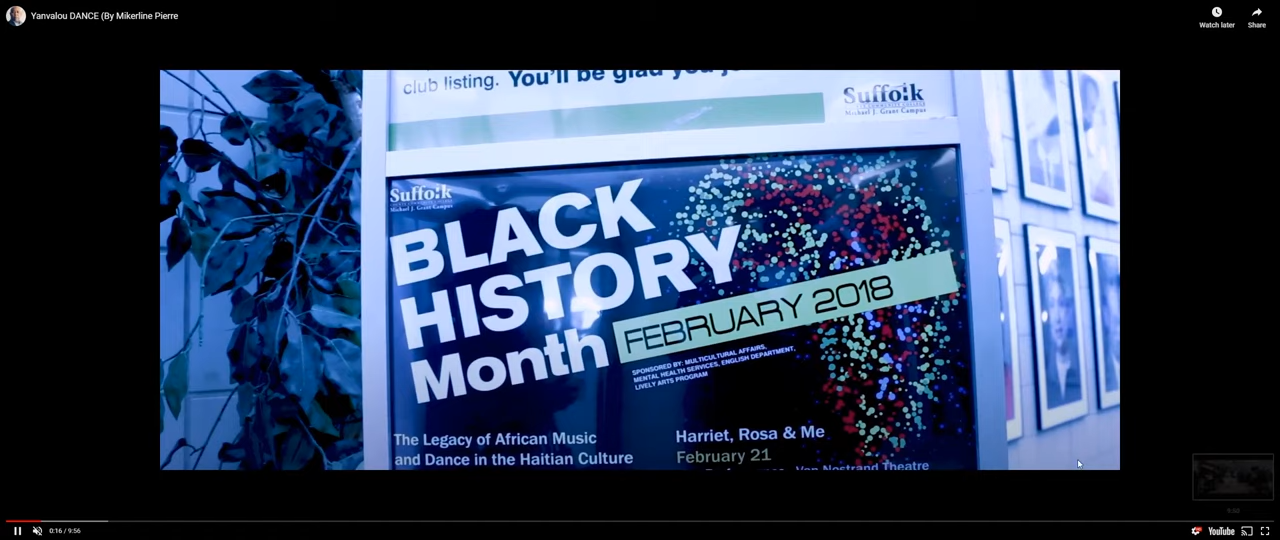 Yanvalou DANCE (By Mikerline Pierre
Watch later
Share
club listing. You'll be glad you
Suffolk
Michael J. Grant Campus
Suffolk
Michael J. Grant Campus
BLACK
HISTORY
Month
FEBRUARY 2018
SPONSORED BY: MULTICULTURAL AFFAIRS,
MENTAL HEALTH SERVICES, ENGLISH DEPARTMENT,
LIVELY ARTS PROGRAM
The Legacy of African Music
and Dance in the Haitian Culture
Harriet, Rosa & Me
February 21
Van Nostrand Theatre
9:50
0:16 / 9:56
YouTube